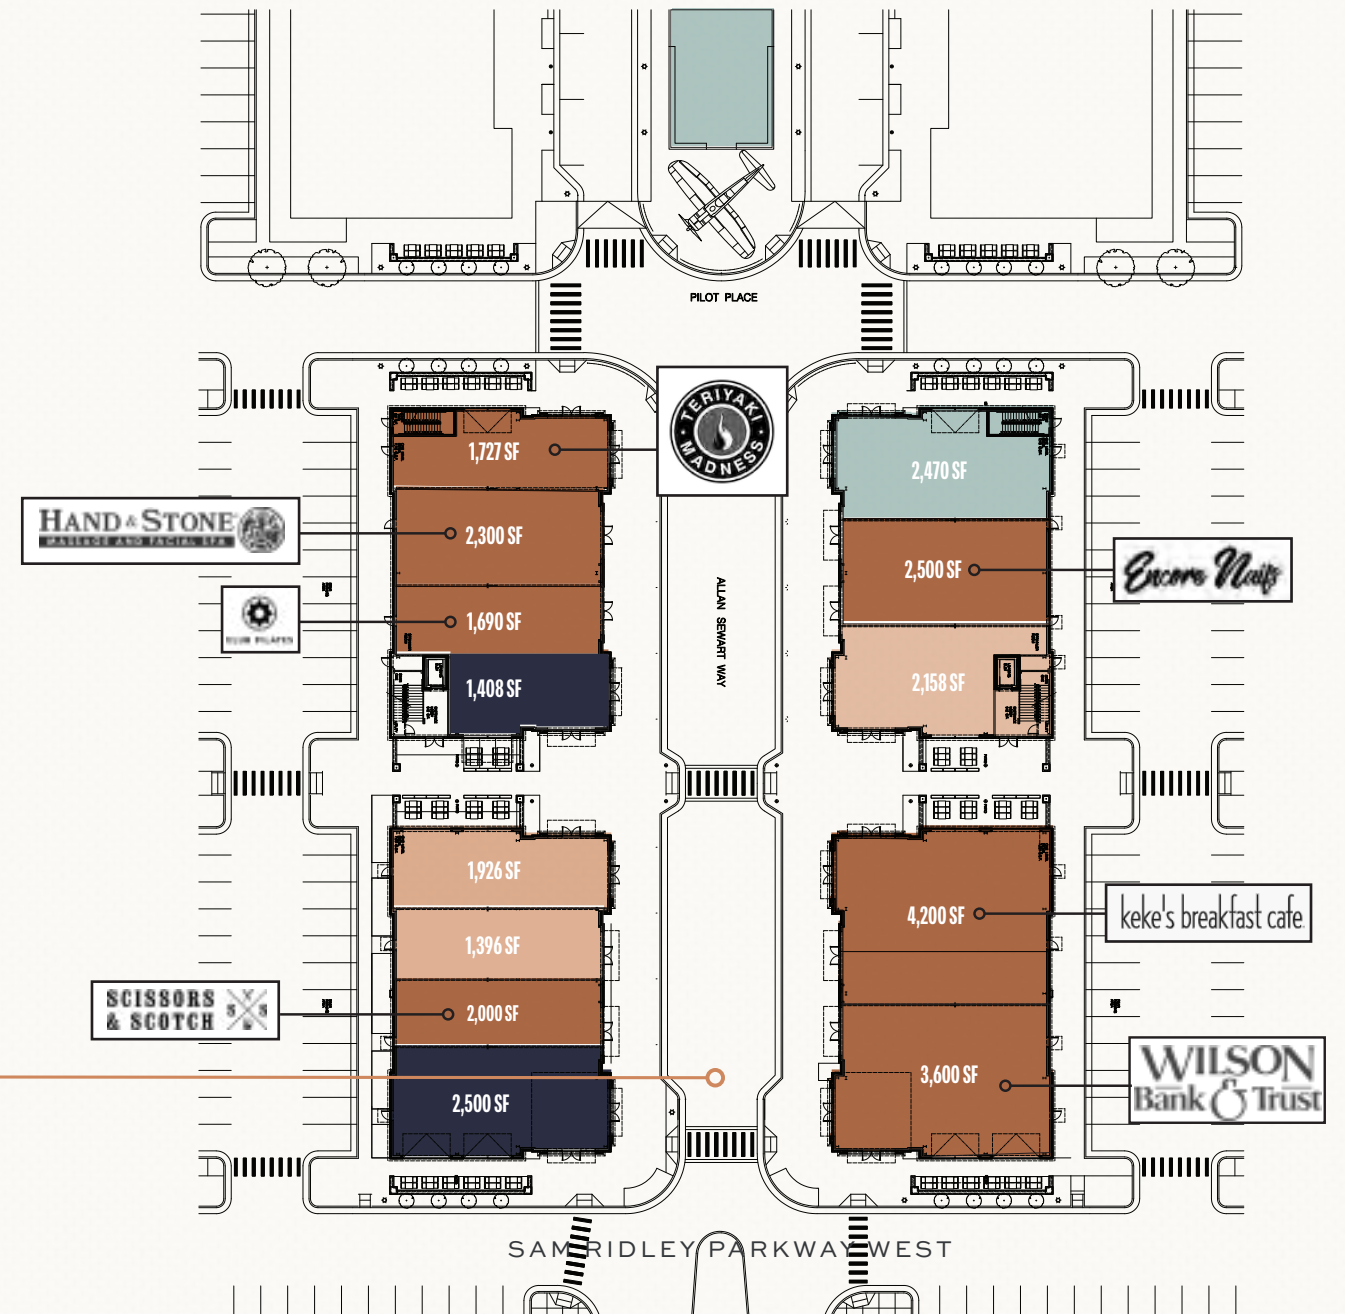 PILOT PLACE
TERIYAKI
MADNESS
1,727 SF
2,470 SF
HAND & STONE
MASSAGE AND FACIAL SPA
2,300 SF
2,500 SF
Encore Nails
CLUB PILATES
1,690 SF
ALLAN SEWART WAY
1,408 SF
2,158 SF
1,926 SF
4,200 SF
keke's breakfast cafe
1,396 SF
SCISSORS
& SCOTCH
2,000 SF
3,600 SF
WILSON
Bank & Trust
2,500 SF
SAM RIDLEY PARKWAY WEST